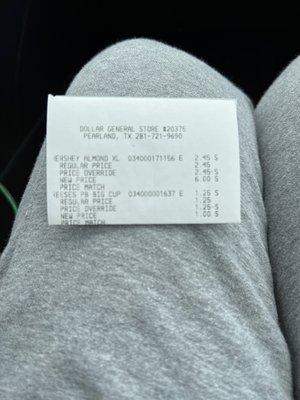 DOLLAR GENERAL STORE #20376
PEARLAND, TX 281-721-9690
ERSHEY ALMOND XL 034000171156 E 2.45 S
REGULAR PRICE 2.45
PRICE OVERRIDE 2.45-S
NEW PRICE 6.00 S
PRICE MATCH
EESES PB BIG CUP 034000001637 E 1.25 S
REGULAR PRICE 1.25
PRICE OVERRIDE 1.25-S
NEW PRICE 1.00 S
PRICE MATCH